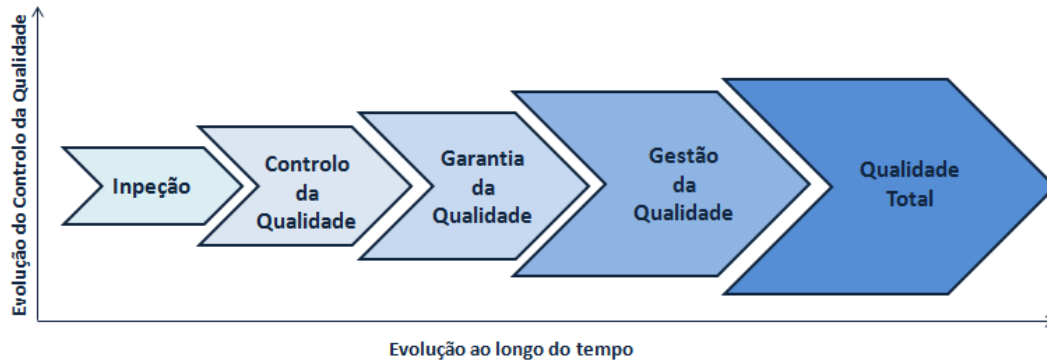 Evolução do Controlo da Qualidade
Inpeção
Controlo
da
Qualidade
Garantia
da
Qualidade
Gestão
da
Qualidade
Qualidade
Total
Evolução ao longo do tempo